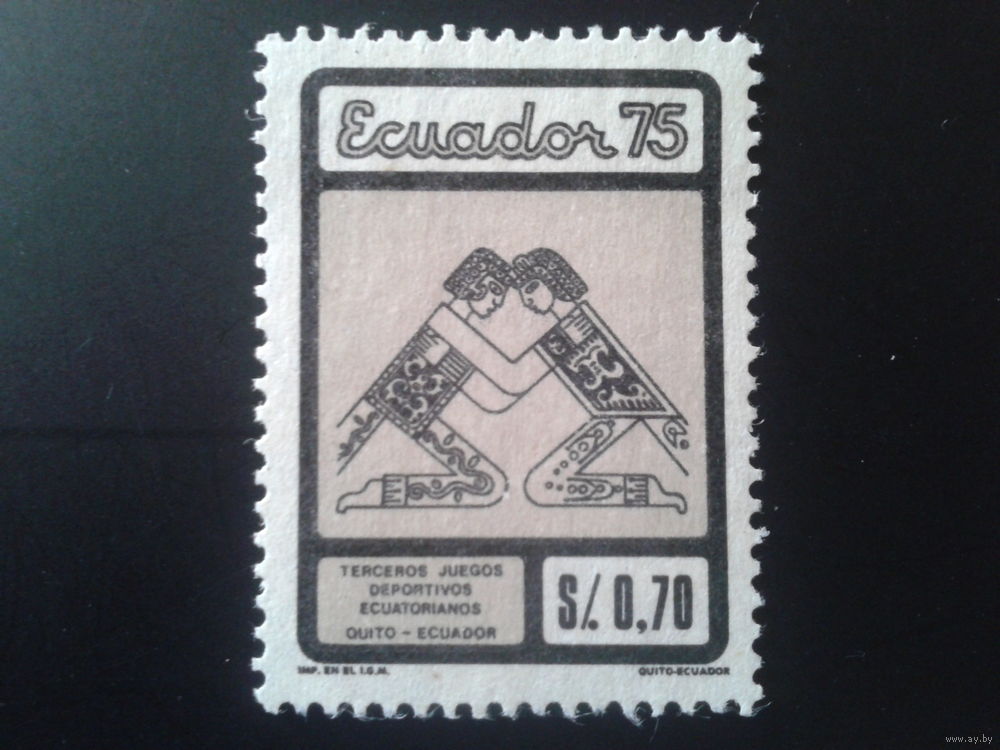 Ecuador 75
TERCEROS JUEGOS
DEPORTIVOS
ECUATORIANOS
QUITO - ECUADOR
S/. 0,70
IMP. EN EL I.G.M.
QUITO-ECUADOR
www.ay.by